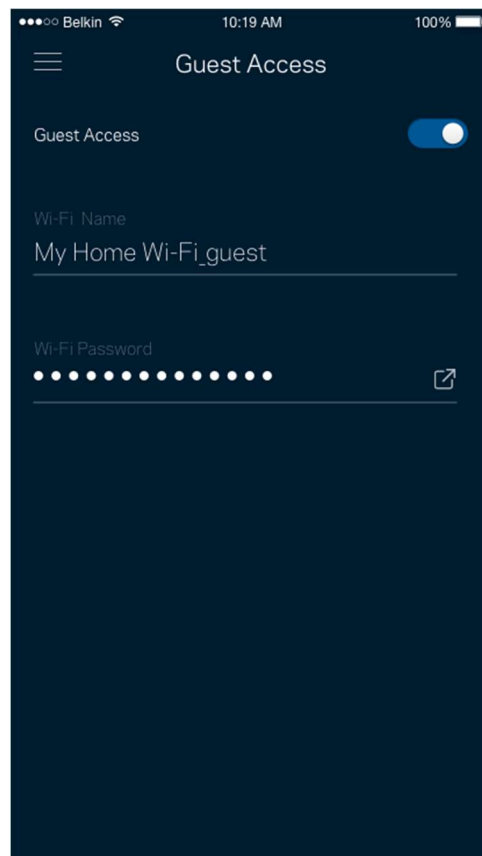 Belkin 10:19 AM 100%
Guest Access
Guest Access
Wi-Fi Name
My Home Wi-Fi_guest
Wi-Fi Password
●●●●●●●●●●●●●●